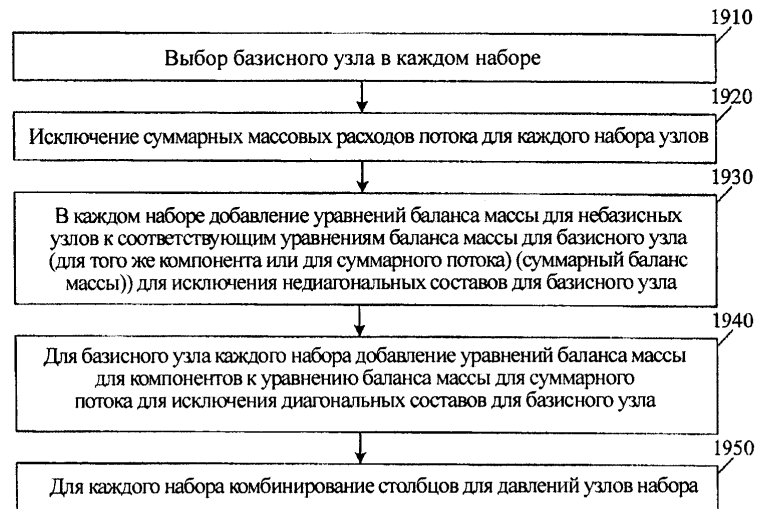 1910
Выбор базисного узла в каждом наборе
1920
Исключение суммарных массовых расходов потока для каждого набора узлов
1930
В каждом наборе добавление уравнений баланса массы для небазисных
узлов к соответствующим уравнениям баланса массы для базисного узла
(для того же компонента или для суммарного потока) (суммарный баланс
массы)) для исключения недиагональных составов для базисного узла
1940
Для базисного узла каждого набора добавление уравнений баланса массы
для компонентов к уравнению баланса массы для суммарного
потока для исключения диагональных составов для базисного узла
1950
Для каждого набора комбинирование столбцов для давлений узлов набора